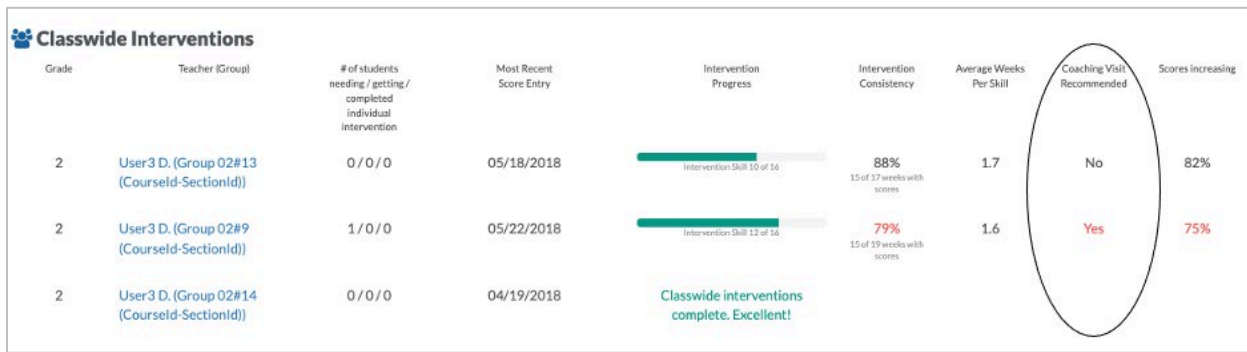 Classwide Interventions
Grade
Teacher (Group)
# of students
needing / getting /
completed
individual
intervention
Most Recent
Score Entry
Intervention
Progress
Intervention
Consistency
Average Weeks
Per Skill
Coaching Visit
Recommended
Scores increasing
2
User3 D. (Group 02#13
(CourseId-SectionId))
0 / 0 / 0
05/18/2018
Intervention Skill 10 of 16
88%
15 of 17 weeks with
scores
1.7
No
82%
2
User3 D. (Group 02#9
(CourseId-SectionId))
1 / 0 / 0
05/22/2018
Intervention Skill 12 of 16
79%
15 of 19 weeks with
scores
1.6
Yes
75%
2
User3 D. (Group 02#14
(CourseId-SectionId))
0 / 0 / 0
04/19/2018
Classwide interventions
complete. Excellent!